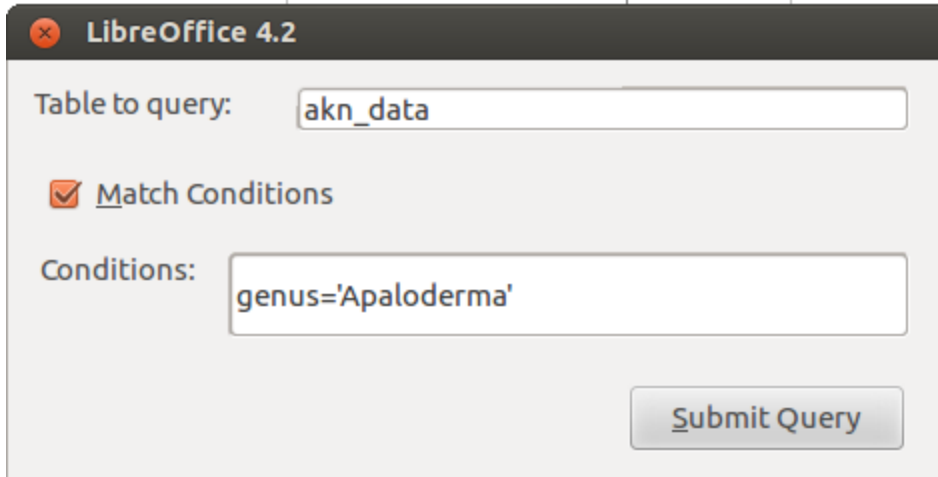 LibreOffice 4.2
Table to query: akn_data
Match Conditions
Conditions: genus='Apaloderma'
Submit Query